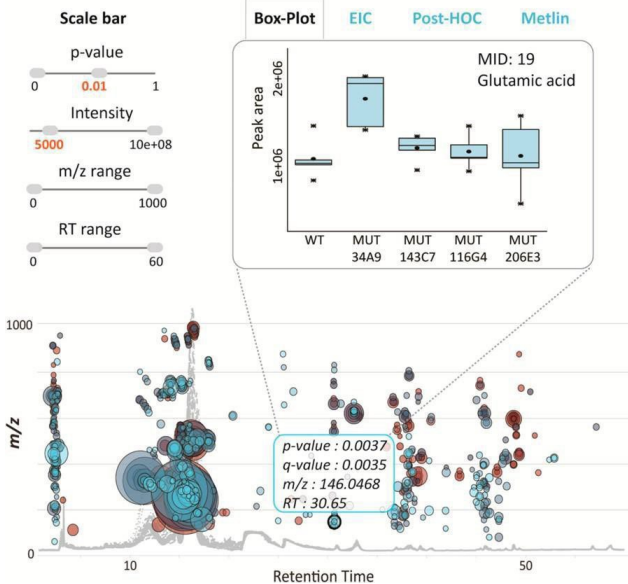 Scale bar
p-value
0 0.01 1
Intensity
5000 10e+08
m/z range
0 1000
RT range
0 60
Box-Plot EIC Post-HOC Metlin
MID: 19
Glutamic acid
Peak area
2e+06
1e+06
WT MUT MUT MUT MUT
34A9 143C7 116G4 206E3
1000
m/z
0
p-value : 0.0037
q-value : 0.0035
m/z : 146.0468
RT : 30.65
10 50
Retention Time